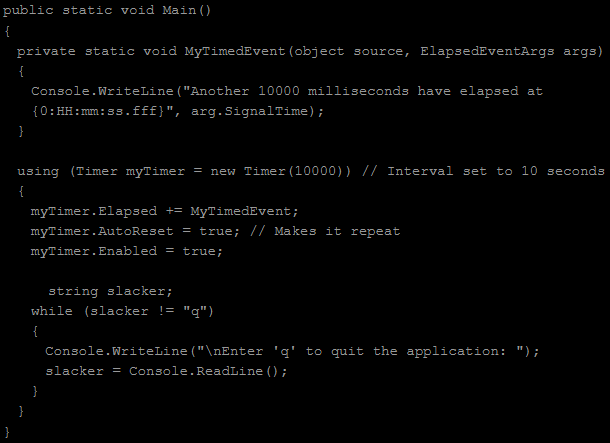 public static void Main()
{
private static void MyTimedEvent(object source, ElapsedEventArgs args)
{
Console.WriteLine("Another 10000 milliseconds have elapsed at
{0:HH:mm:ss.fff}", arg.SignalTime);
}
using (Timer myTimer = new Timer(10000)) // Interval set to 10 seconds
{
myTimer.Elapsed += MyTimedEvent;
myTimer.AutoReset = true; // Makes it repeat
myTimer.Enabled = true;
string slacker;
while (slacker != "q")
{
Console.WriteLine("\nEnter 'q' to quit the application: ");
slacker = Console.ReadLine();
}
}
}